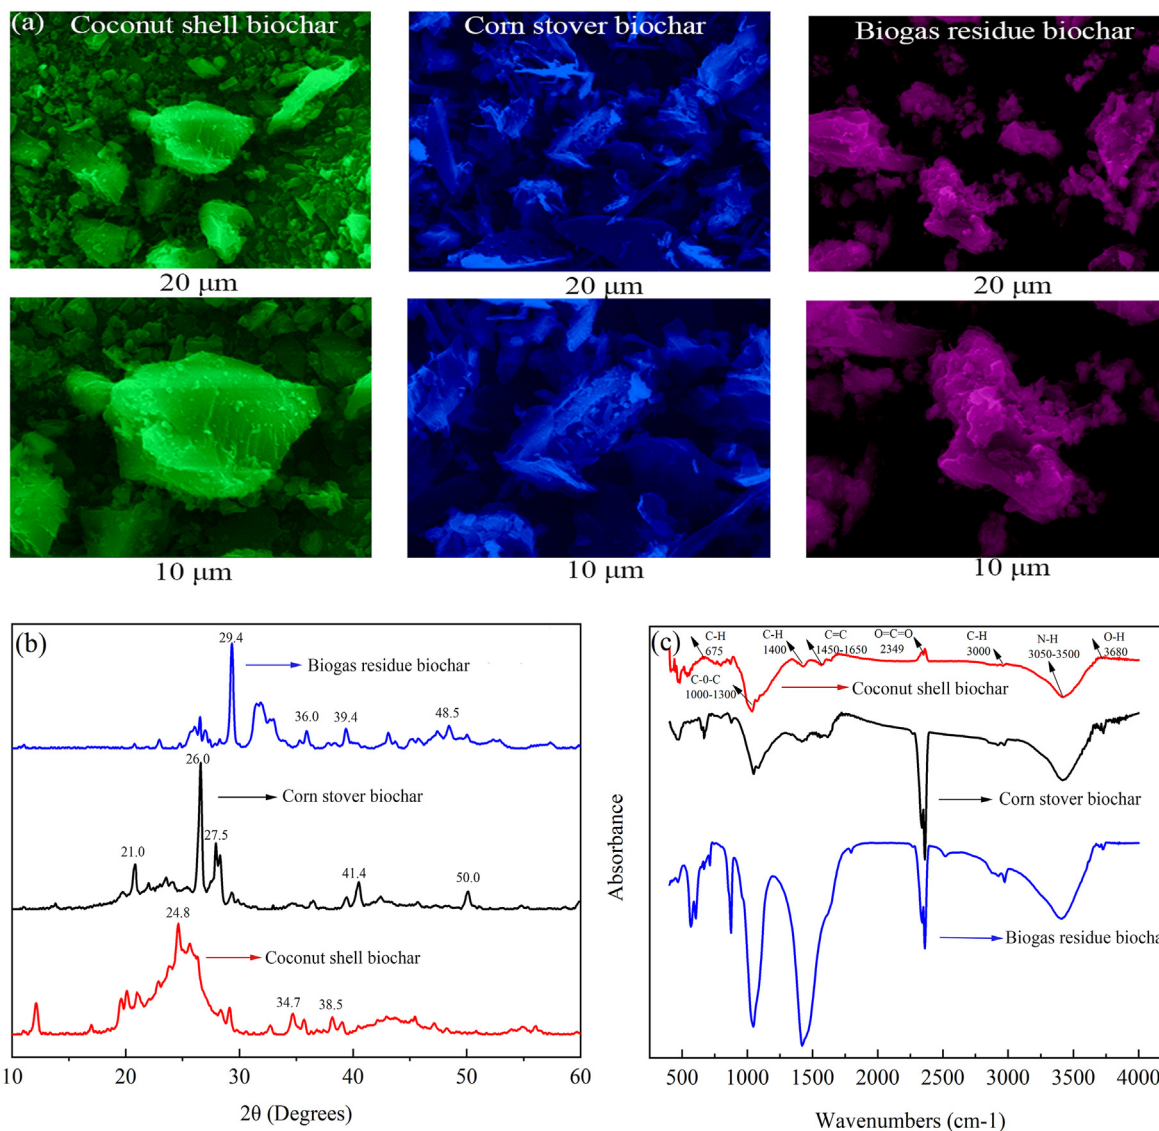 (a)
Coconut shell biochar
Corn stover biochar
Biogas residue biochar
20 μm
20 μm
20 μm
10 μm
10 μm
10 μm
(b)
29.4
Biogas residue biochar
36.0
39.4
48.5
26.0
Corn stover biochar
21.0
27.5
41.4
50.0
24.8
Coconut shell biochar
34.7
38.5
10
20
30
40
50
60
2θ (Degrees)
(c)
C-H
675
C-H
1400
C=C
1450-1650
O=C=O
2349
C-H
3000
N-H
3050-3500
O-H
3680
C-0-C
1000-1300
Coconut shell biochar
Corn stover biochar
Biogas residue biocha
Absorbance
500
1000
1500
2000
2500
3000
3500
4000
Wavenumbers (cm-1)